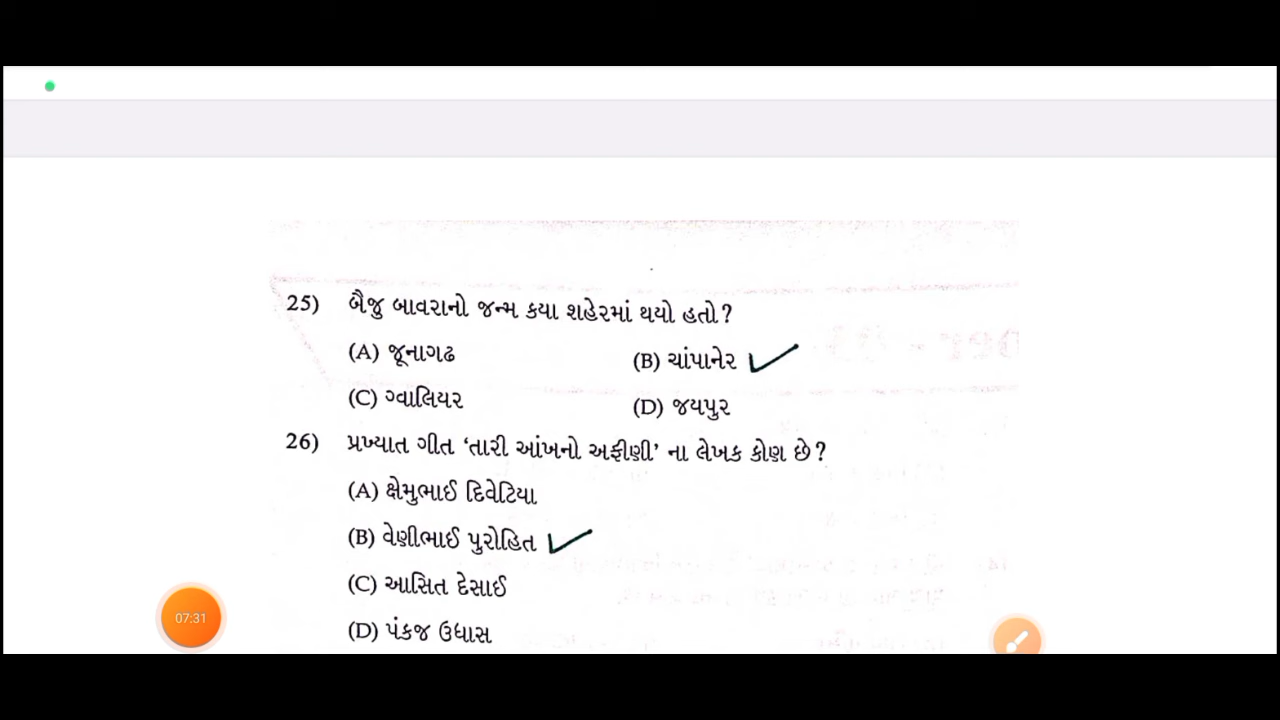 25) બૈજુ બાવરાનો જન્મ કયા શહેરમાં થયો હતો?
(A) જૂનાગઢ (B) ચાંપાનેર
(C) ગ્વાલિયર (D) જયપુર
26) પ્રખ્યાત ગીત ‘તારી આંખનો અફીણી’ ના લેખક કોણ છે?
(A) ક્ષેમુભાઈ દિવેટિયા
(B) વેણીભાઈ પુરોહિત
(C) આસિત દેસાઈ
(D) પંકજ ઉધાસ
07:31